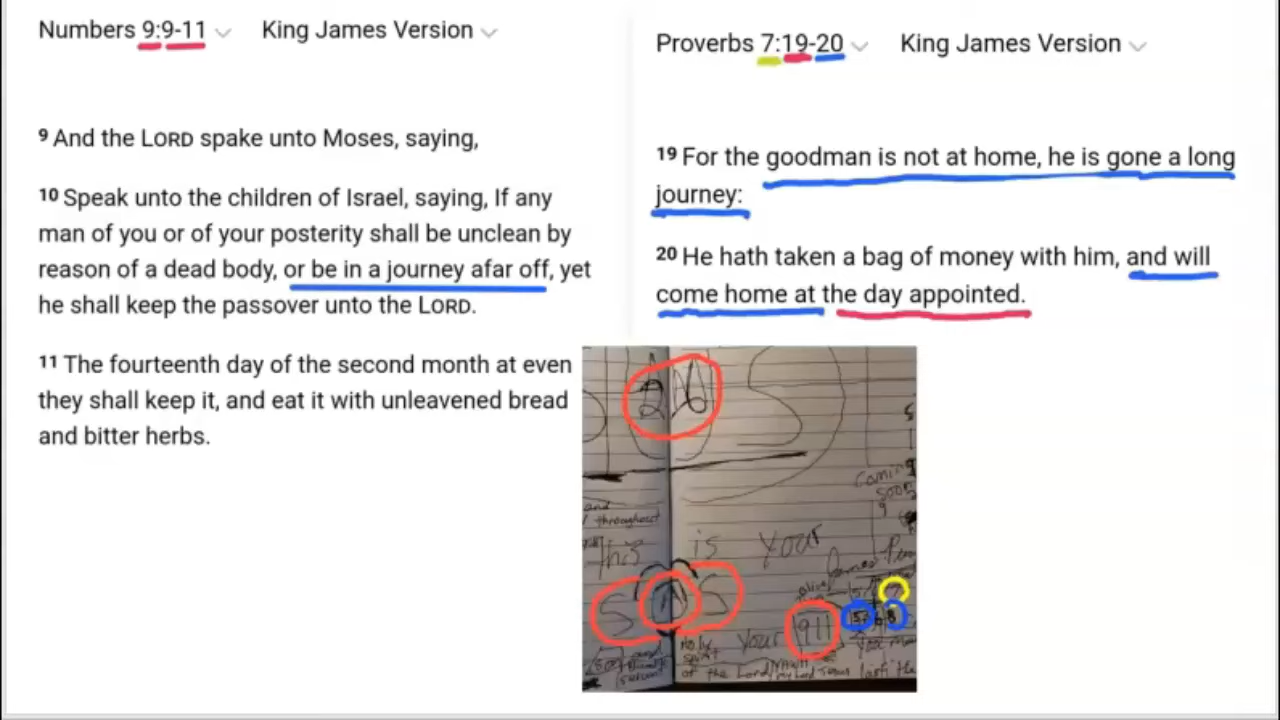 Numbers 9:9-11 King James Version
9 And the LORD spake unto Moses, saying,
10 Speak unto the children of Israel, saying, If any
man of you or of your posterity shall be unclean by
reason of a dead body, or be in a journey afar off, yet
he shall keep the passover unto the LORD.
11 The fourteenth day of the second month at even
they shall keep it, and eat it with unleavened bread
and bitter herbs.
Proverbs 7:19-20 King James Version
19 For the goodman is not at home, he is gone a long
journey:
20 He hath taken a bag of money with him, and will
come home at the day appointed.
26
and
throughout
is your
Coming
soon
9
S A S
your 911
Holy
spirit
of the Lord